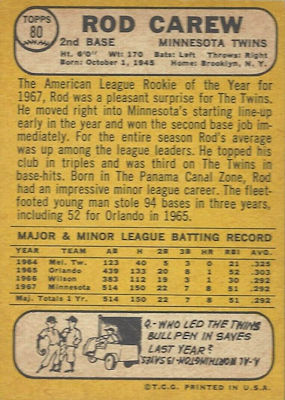 TOPPS
80
ROD CAREW
2nd BASE MINNESOTA TWINS
Ht. 6'0" Wt: 170 Bats: Left Throws: Right
Born: October 1, 1945 Home: Brooklyn, N. Y.
The American League Rookie of the Year for
1967, Rod was a pleasant surprise for The Twins.
He moved right into Minnesota's starting line-up
early in the year and won the second base job im-
mediately. For the entire season Rod's average
was up among the league leaders. He topped his
club in triples and was third on The Twins in
base-hits. Born in The Panama Canal Zone, Rod
had an impressive minor league career. The fleet-
footed young man stole 94 bases in three years,
including 52 for Orlando in 1965.
MAJOR & MINOR LEAGUE BATTING RECORD
YEAR TEAM AB H 2B 3B HR RBI AVG.
1964 Mel. Tw. 123 40 5 3 0 21 .325
1965 Orlando 439 133 20 8 1 52 .303
1966 Wilson 383 112 19 3 1 30 .292
1967 Minnesota 514 150 22 7 8 51 .292
Maj. Totals 1 Yr. 514 150 22 7 8 51 .292
Q.-WHO LED THE TWINS
BULLPEN IN SAVES
LAST YEAR?
A.-AL WORTHINGTON-15 SAVES
© T.C.G. PRINTED IN U.S.A.